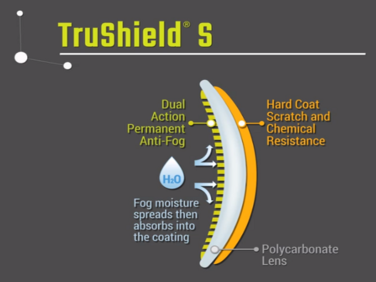 TruShield® S
Dual
Action
Permanent
Anti-Fog
Hard Coat
Scratch and
Chemical
Resistance
H₂O
Fog moisture
spreads then
absorbs into
the coating
Polycarbonate
Lens